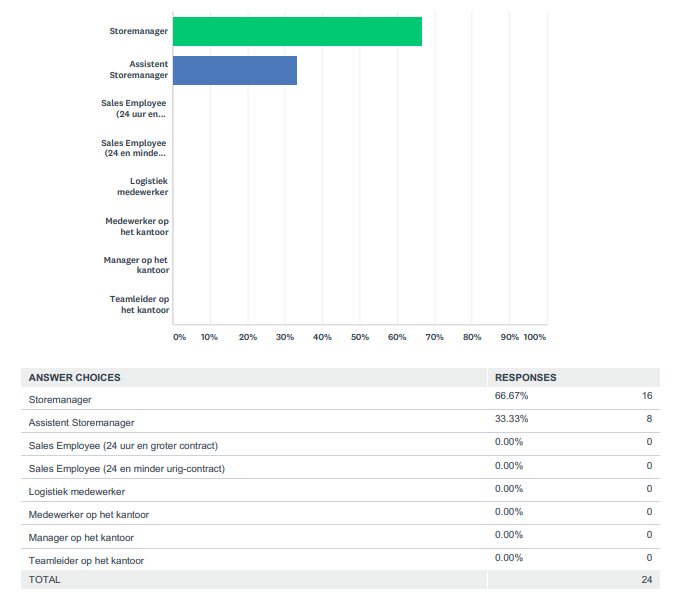 Storemanager
Assistent
Storemanager
Sales Employee
(24 uur en...
Sales Employee
(24 en minde...
Logistiek
medewerker
Medewerker op
het kantoor
Manager op het
kantoor
Teamleider op
het kantoor
0% 10% 20% 30% 40% 50% 60% 70% 80% 90% 100%
ANSWER CHOICES RESPONSES
Storemanager 66.67% 16
Assistent Storemanager 33.33% 8
Sales Employee (24 uur en groter contract) 0.00% 0
Sales Employee (24 en minder urig-contract) 0.00% 0
Logistiek medewerker 0.00% 0
Medewerker op het kantoor 0.00% 0
Manager op het kantoor 0.00% 0
Teamleider op het kantoor 0.00% 0
TOTAL 24